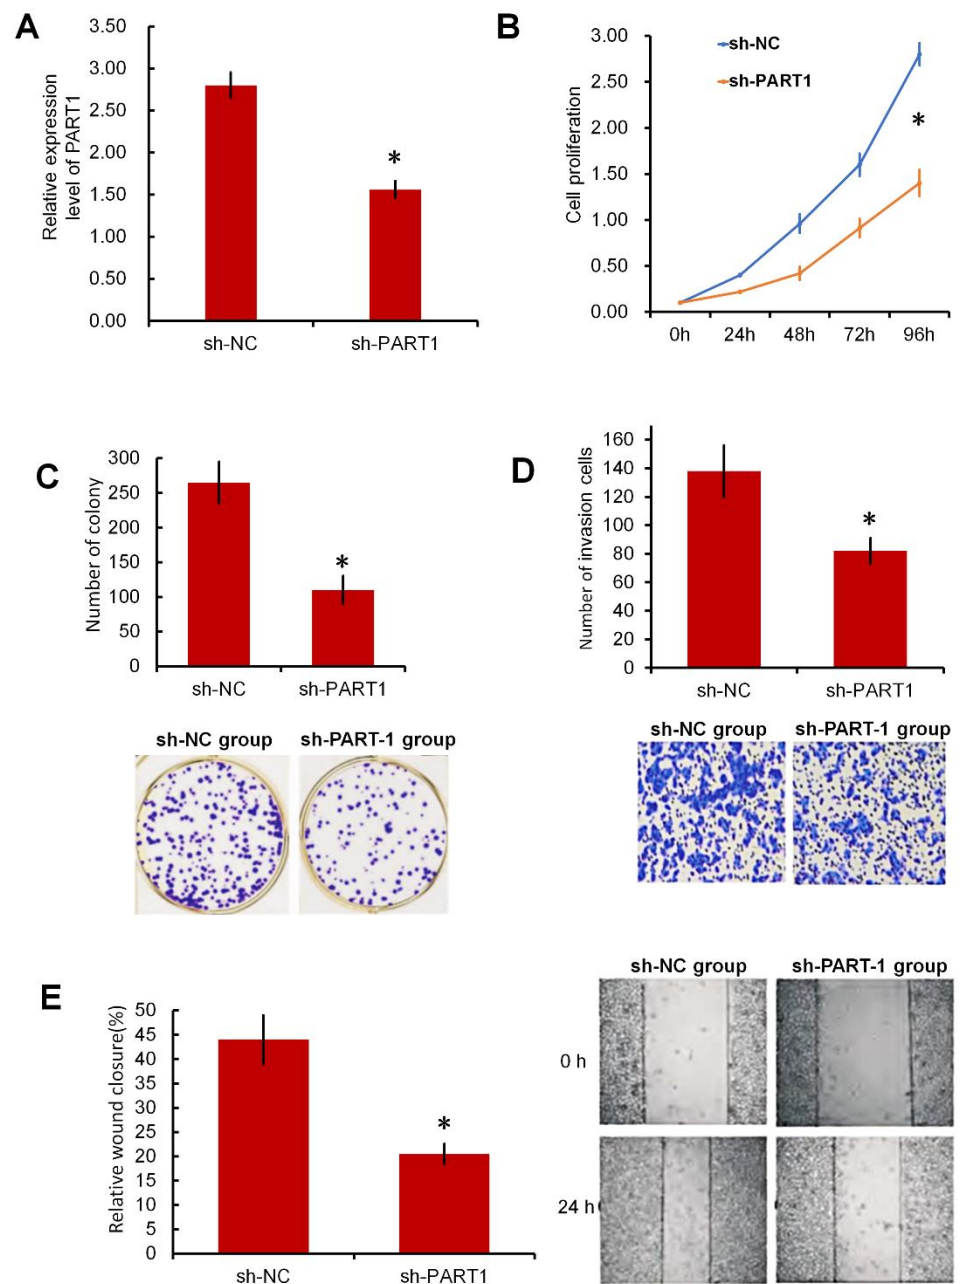 A
3.50
3.00
2.50
2.00
1.50
1.00
0.50
0.00
Relative expression
level of PART1
*
sh-NC
sh-PART1
B
3.00
2.50
2.00
1.50
1.00
0.50
0.00
Cell proliferation
sh-NC
sh-PART1
*
0h
24h
48h
72h
96h
C
300
250
200
150
100
50
0
Number of colony
*
sh-NC
sh-PART1
sh-NC group
sh-PART-1 group
D
160
140
120
100
80
60
40
20
0
Number of invasion cells
*
sh-NC
sh-PART1
sh-NC group
sh-PART-1 group
E
50
45
40
35
30
25
20
15
10
5
0
Relative wound closure(%)
*
sh-NC
sh-PART1
sh-NC group
sh-PART-1 group
0 h
24 h